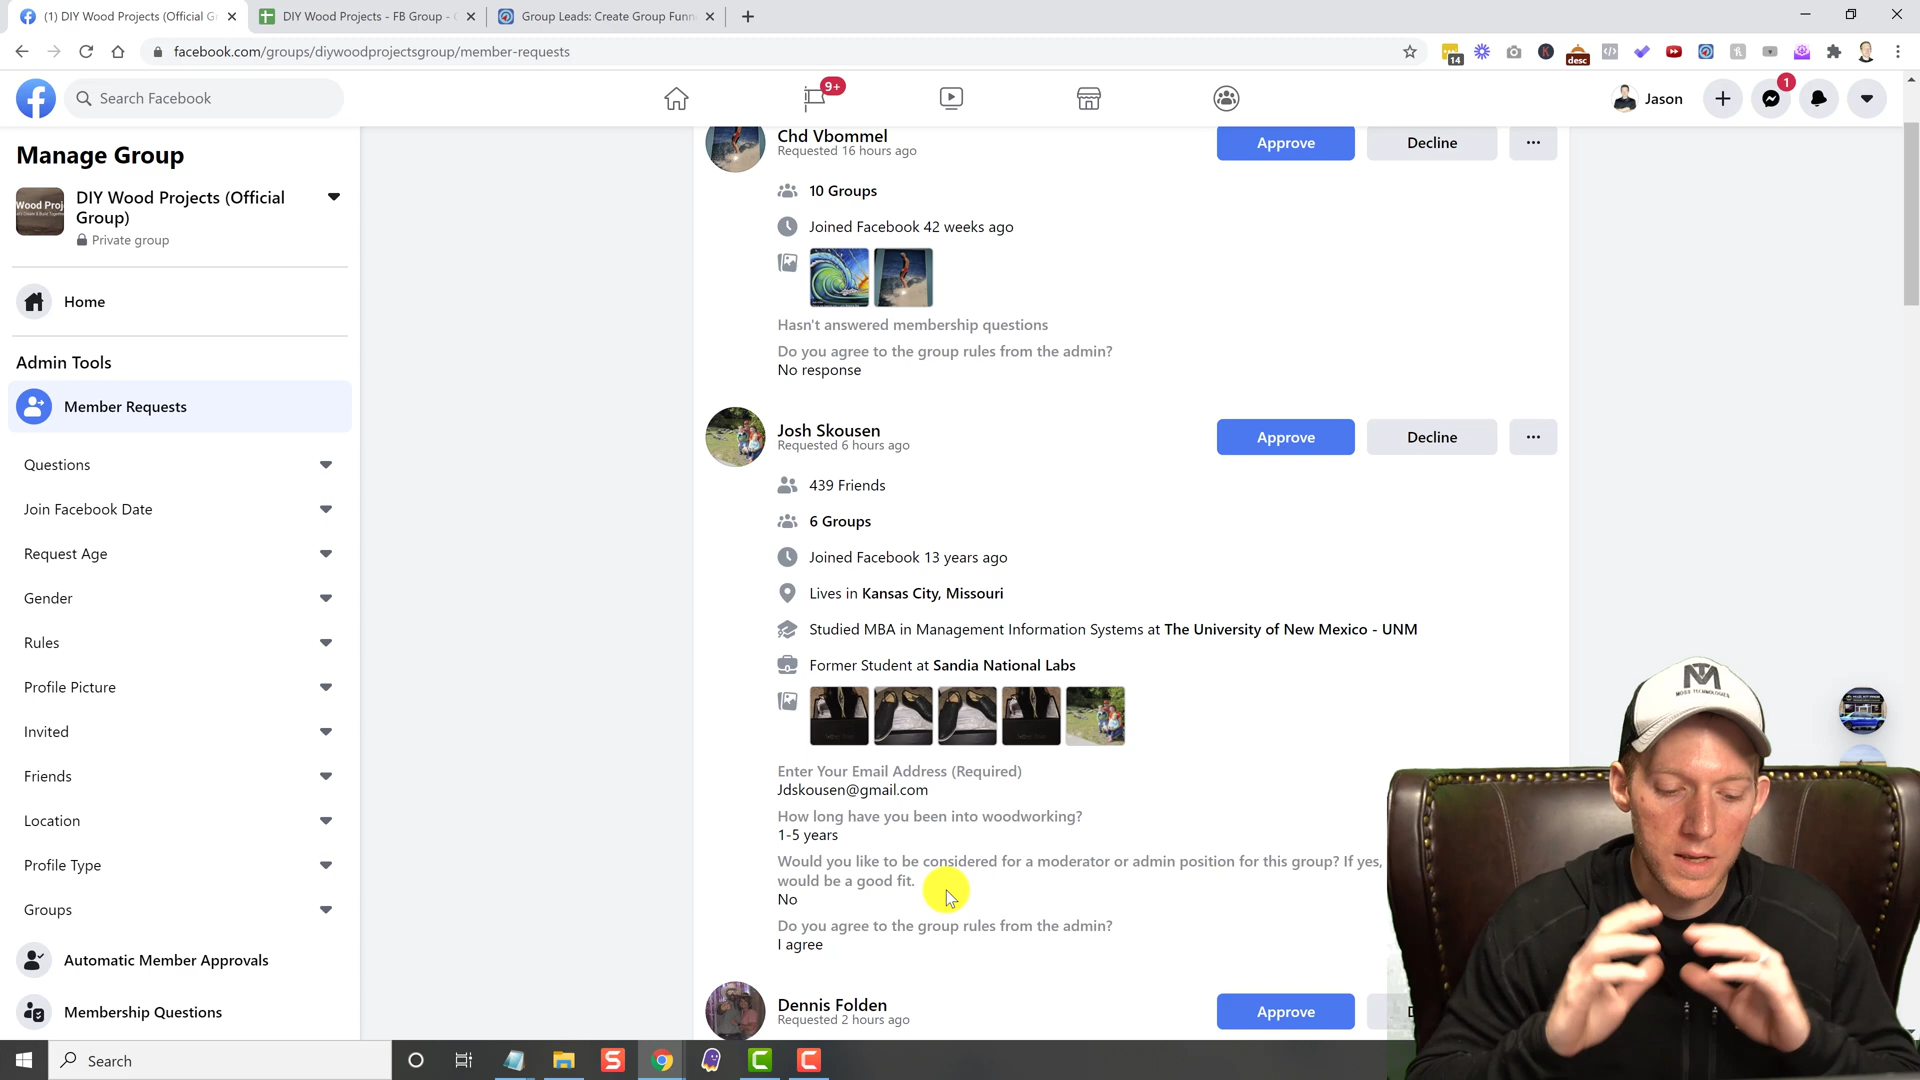 (1) DIY Wood Projects (Official Gr
DIY Wood Projects - FB Group -
Group Leads: Create Group Funn
facebook.com/groups/diywoodprojectsgroup/member-requests
14
desc
Search Facebook
9+
Jason
1
Manage Group
DIY Wood Projects (Official
Group)
Private group
Home
Admin Tools
Member Requests
Questions
Join Facebook Date
Request Age
Gender
Rules
Profile Picture
Invited
Friends
Location
Profile Type
Groups
Automatic Member Approvals
Membership Questions
Chd Vbommel
Requested 16 hours ago
Approve
Decline
10 Groups
Joined Facebook 42 weeks ago
Hasn't answered membership questions
Do you agree to the group rules from the admin?
No response
Josh Skousen
Requested 6 hours ago
Approve
Decline
439 Friends
6 Groups
Joined Facebook 13 years ago
Lives in Kansas City, Missouri
Studied MBA in Management Information Systems at The University of New Mexico - UNM
Former Student at Sandia National Labs
Enter Your Email Address (Required)
Jdskousen@gmail.com
How long have you been into woodworking?
1-5 years
Would you like to be considered for a moderator or admin position for this group? If yes,
would be a good fit.
No
Do you agree to the group rules from the admin?
I agree
Dennis Folden
Requested 2 hours ago
Approve
Search